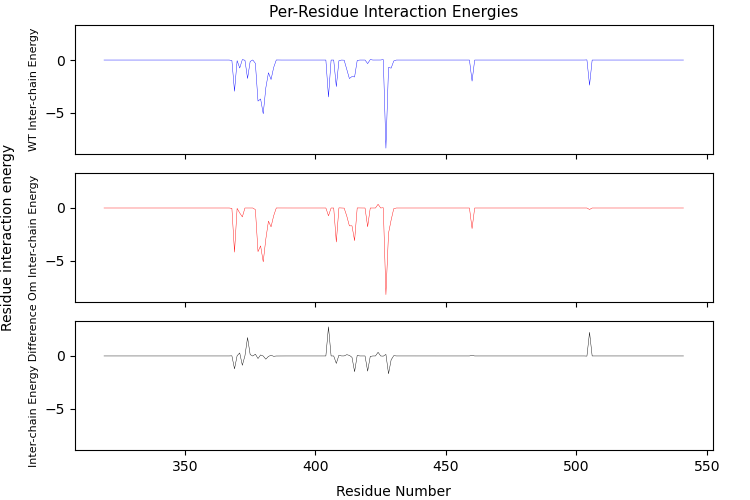 Per-Residue Interaction Energies
Residue interaction energy
WT Inter-chain Energy
0
−5
Om Inter-chain Energy
0
−5
Inter-chain Energy Difference
0
−5
350
400
450
500
550
Residue Number